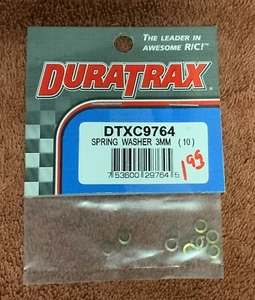 THE LEADER IN
AWESOME R/C!™
DURATRAX
DTXC9764
SPRING WASHER 3MM (10)
7 53600 29764 5
195